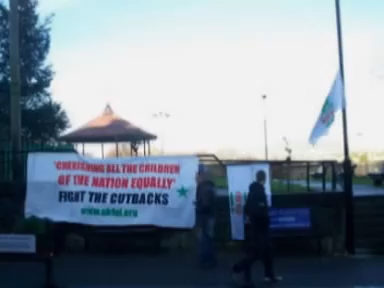 'CHERISHING ALL THE CHILDREN
OF THE NATION EQUALLY'
FIGHT THE CUTBACKS